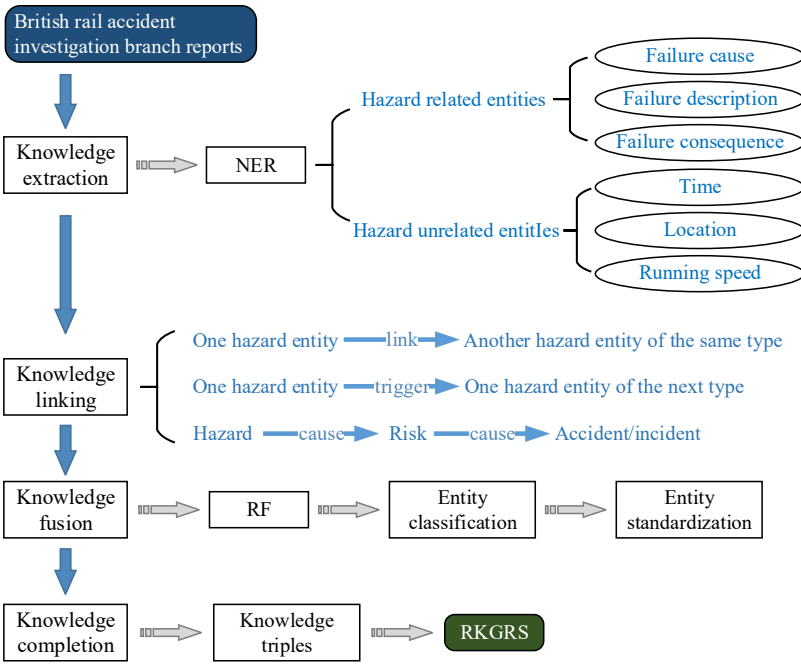 British rail accident
investigation branch reports
Knowledge
extraction
NER
Hazard related entities
Failure cause
Failure description
Failure consequence
Hazard unrelated entitIes
Time
Location
Running speed
Knowledge
linking
One hazard entity link Another hazard entity of the same type
One hazard entity trigger One hazard entity of the next type
Hazard cause Risk cause Accident/incident
Knowledge
fusion
RF
Entity
classification
Entity
standardization
Knowledge
completion
Knowledge
triples
RKGRS